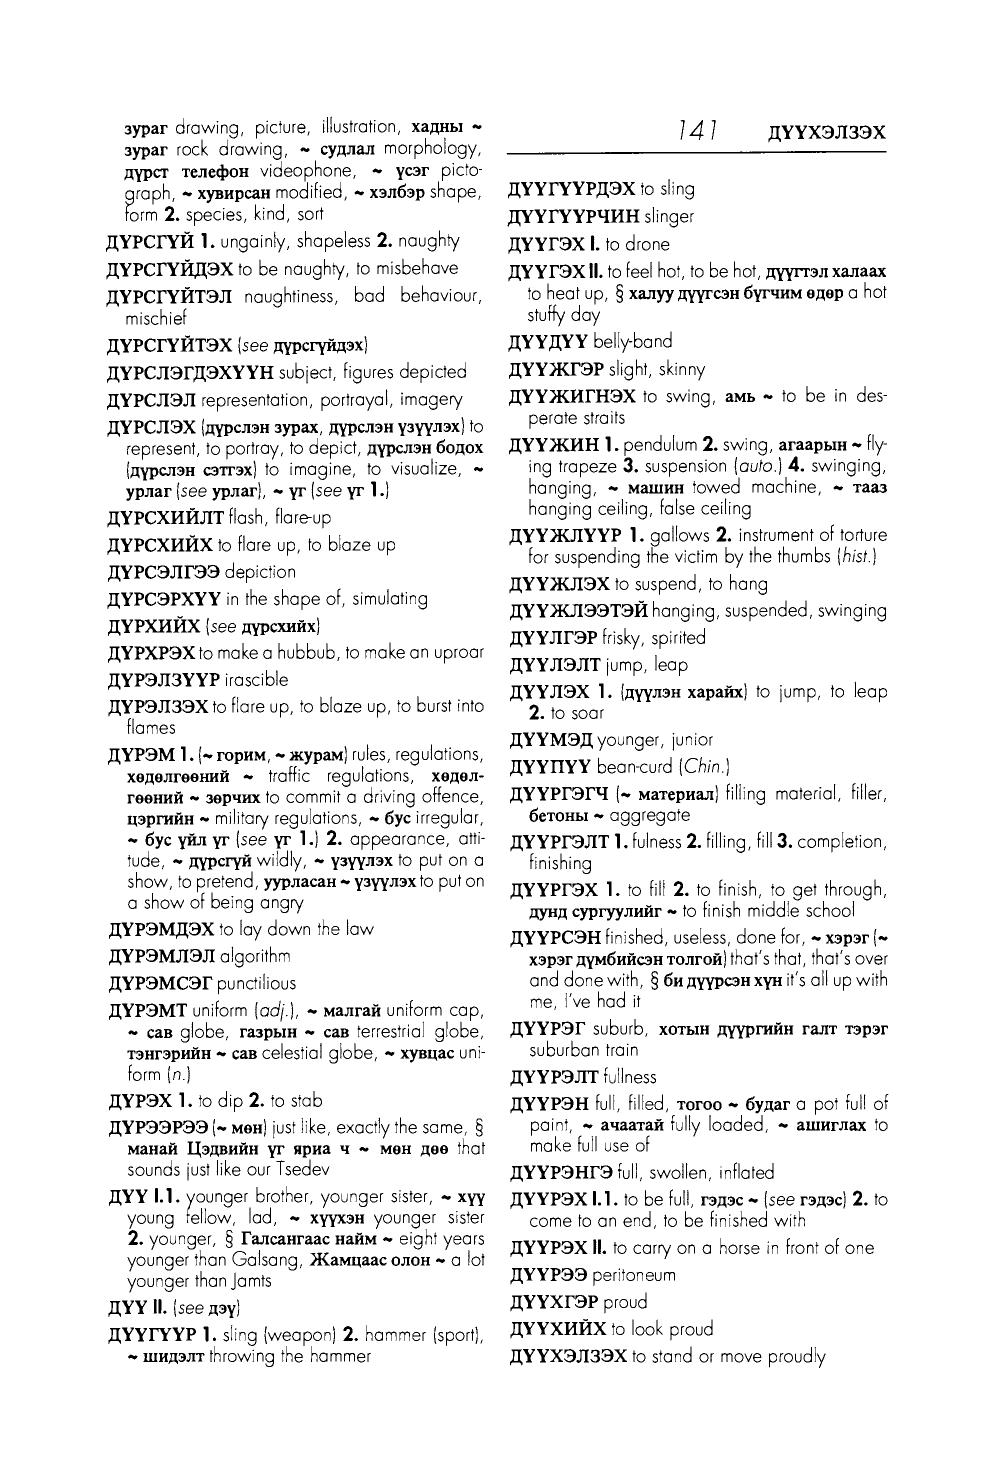 зураг drawing, picture, illustration, хадны ~
зураг rock drawing, ~ судлал morphology,
дүрст телефон videophone, ~ үсэг picto-
graph, ~ хувирсан modified, ~ хэлбэр shape,
form 2. species, kind, sort
ДҮРСГҮЙ 1. ungainly, shapeless 2. naughty
ДҮРСГҮЙДЭХ to be naughty, to misbehave
ДҮРСГҮЙТЭЛ naughtiness, bad behaviour,
mischief
ДҮРСГҮЙТЭХ (see дүрсгүйдэх)
ДҮРСЛЭГДЭХҮҮН subject, figures depicted
ДҮРСЛЭЛ representation, portrayal, imagery
ДҮРСЛЭХ (дүрслэн зурах, дүрслэн үзүүлэх) to
represent, to portray, to depict, дүрслэн бодох
(дүрслэн сэтгэх) to imagine, to visualize, ~
урлаг (see урлаг), ~ үг (see үг 1.)
ДҮРСХИЙЛТ flash, flare-up
ДҮРСХИЙХ to flare up, to blaze up
ДҮРСЭЛГЭЭ depiction
ДҮРСЭРХҮҮ in the shape of, simulating
ДҮРХИЙХ (see дүрсхийх)
ДҮРХРЭХ to make a hubbub, to make an uproar
ДҮРЭЛЗҮҮР irascible
ДҮРЭЛЗЭХ to flare up, to blaze up, to burst into
flames
ДҮРЭМ 1. (~ горим, ~ журам) rules, regulations,
хөдөлгөөний ~ traffic regulations, хөдөл-
гөөний ~ зөрчих to commit a driving offence,
цэргийн ~ military regulations, ~ бус irregular,
~ бус үйл үг (see үг 1.) 2. appearance, atti-
tude, ~ дүрсгүй wildly, ~ үзүүлэх to put on a
show, to pretend, уурласан ~ үзүүлэх to put on
a show of being angry
ДҮРЭМДЭХ to lay down the law
ДҮРЭМЛЭЛ algorithm
ДҮРЭМСЭГ punctilious
ДҮРЭМТ uniform (adj.), ~ малгай uniform cap,
~ сав globe, газрын ~ сав terrestrial globe,
тэнгэрийн ~ сав celestial globe, ~ хувцас uni-
form (n.)
ДҮРЭХ 1. to dip 2. to stab
ДҮРЭЭРЭЭ (~ мөн) just like, exactly the same, §
манай Цэдвийн үг яриа ч ~ мөн дөө that
sounds just like our Tsedev
ДҮҮ I.1. younger brother, younger sister, ~ хүү
young fellow, lad, ~ хүүхэн younger sister
2. younger, § Галсангаас найм ~ eight years
younger than Galsang, Жамцаас олон ~ a lot
younger than Jamts
ДҮҮ II. (see дэү)
ДҮҮГҮҮР 1. sling (weapon) 2. hammer (sport),
~ шидэлт throwing the hammer
141 ДҮҮХЭЛЗЭХ
ДҮҮГҮҮРДЭХ to sling
ДҮҮГҮҮРЧИН slinger
ДҮҮГЭХ I. to drone
ДҮҮГЭХ II. to feel hot, to be hot, дүүгтэл халаах
to heat up, § халуу дүүгсэн бүгчим өдөр a hot
stuffy day
ДҮҮДҮҮ belly-band
ДҮҮЖГЭР slight, skinny
ДҮҮЖИГНЭХ to swing, амь ~ to be in des-
perate straits
ДҮҮЖИН 1. pendulum 2. swing, агаарын ~ fly-
ing trapeze 3. suspension (auto.) 4. swinging,
hanging, ~ машин towed machine, ~ тааз
hanging ceiling, false ceiling
ДҮҮЖЛҮҮР 1. gallows 2. instrument of torture
for suspending the victim by the thumbs (hist.)
ДҮҮЖЛЭХ to suspend, to hang
ДҮҮЖЛЭЭТЭЙ hanging, suspended, swinging
ДҮҮЛГЭР frisky, spirited
ДҮҮЛЭЛТ jump, leap
ДҮҮЛЭХ 1. (дүүлэн харайх) to jump, to leap
2. to soar
ДҮҮМЭД younger, junior
ДҮҮПҮҮ bean-curd (Chin.)
ДҮҮРГЭГЧ (~ материал) filling material, filler,
бетоны ~ aggregate
ДҮҮРГЭЛТ 1. fulness 2. filling, fill 3. completion,
finishing
ДҮҮРГЭХ 1. to fill 2. to finish, to get through,
дунд сургуулийг ~ to finish middle school
ДҮҮРСЭН finished, useless, done for, ~ хэрэг (~
хэрэг дүмбийсэн толгой) that's that, that's over
and done with, § би дүүрсэн хүн it's all up with
me, I've had it
ДҮҮРЭГ suburb, хотын дүүргийн галт тэрэг
suburban train
ДҮҮРЭЛТ fullness
ДҮҮРЭН full, filled, тогоо ~ будаг a pot full of
paint, ~ ачаатай fully loaded, ~ ашиглах to
make full use of
ДҮҮРЭНГЭ full, swollen, inflated
ДҮҮРЭХ I.1. to be full, гэдэс ~ (see гэдэс) 2. to
come to an end, to be finished with
ДҮҮРЭХ II. to carry on a horse in front of one
ДҮҮРЭЭ peritoneum
ДҮҮХГЭР proud
ДҮҮХИЙХ to look proud
ДҮҮХЭЛЗЭХ to stand or move proudly